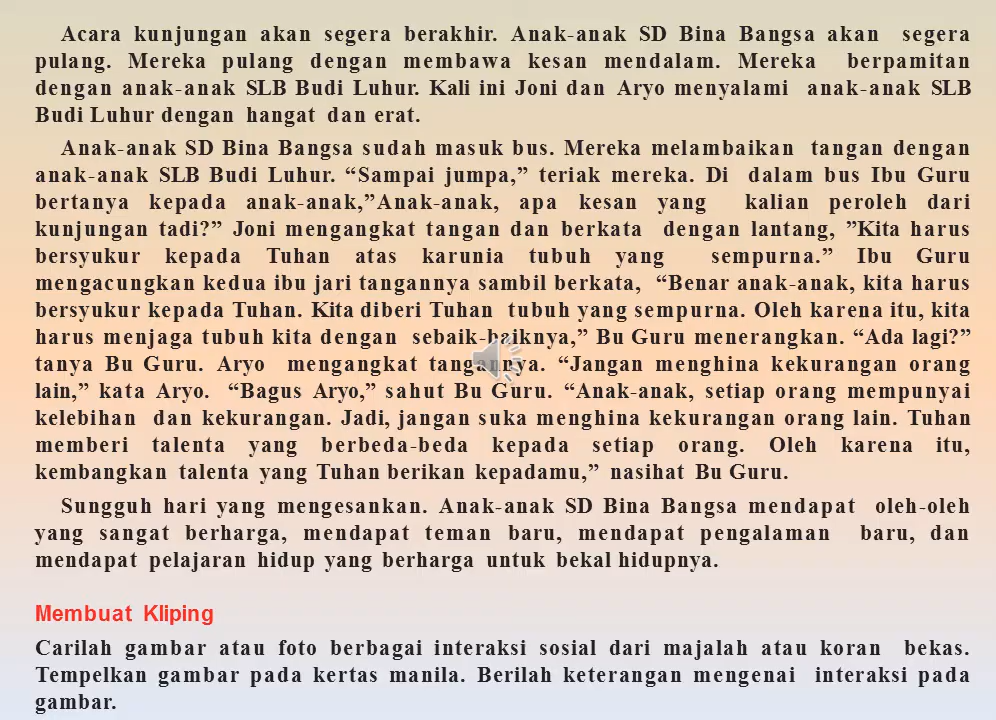 Acara kunjungan akan segera berakhir. Anak-anak SD Bina Bangsa akan segera
pulang. Mereka pulang dengan membawa kesan mendalam. Mereka berpamitan
dengan anak-anak SLB Budi Luhur. Kali ini Joni dan Aryo menyalami anak-anak SLB
Budi Luhur dengan hangat dan erat.
Anak-anak SD Bina Bangsa sudah masuk bus. Mereka melambaikan tangan dengan
anak-anak SLB Budi Luhur. “Sampai jumpa,” teriak mereka. Di dalam bus Ibu Guru
bertanya kepada anak-anak,”Anak-anak, apa kesan yang kalian peroleh dari
kunjungan tadi?” Joni mengangkat tangan dan berkata dengan lantang, ”Kita harus
bersyukur kepada Tuhan atas karunia tubuh yang sempurna.” Ibu Guru
mengacungkan kedua ibu jari tangannya sambil berkata, “Benar anak-anak, kita harus
bersyukur kepada Tuhan. Kita diberi Tuhan tubuh yang sempurna. Oleh karena itu, kita
harus menjaga tubuh kita dengan sebaik-baiknya,” Bu Guru menerangkan. “Ada lagi?”
tanya Bu Guru. Aryo mengangkat tangannya. “Jangan menghina kekurangan orang
lain,” kata Aryo. “Bagus Aryo,” sahut Bu Guru. “Anak-anak, setiap orang mempunyai
kelebihan dan kekurangan. Jadi, jangan suka menghina kekurangan orang lain. Tuhan
memberi talenta yang berbeda-beda kepada setiap orang. Oleh karena itu,
kembangkan talenta yang Tuhan berikan kepadamu,” nasihat Bu Guru.
Sungguh hari yang mengesankan. Anak-anak SD Bina Bangsa mendapat oleh-oleh
yang sangat berharga, mendapat teman baru, mendapat pengalaman baru, dan
mendapat pelajaran hidup yang berharga untuk bekal hidupnya.
Membuat Kliping
Carilah gambar atau foto berbagai interaksi sosial dari majalah atau koran bekas.
Tempelkan gambar pada kertas manila. Berilah keterangan mengenai interaksi pada
gambar.